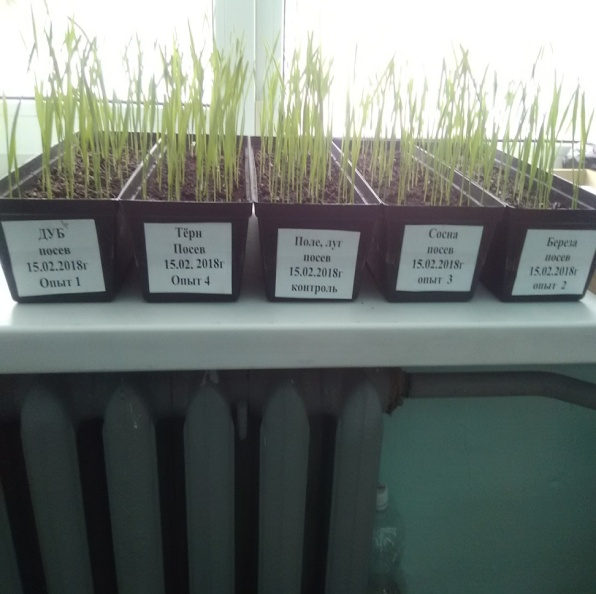 ДУБ
посев
15.02.2018г
Опыт 1
Тёрн
Посев
15.02. 2018г
Опыт 4
Поле, луг
посев
15.02.2018г
контроль
Сосна
посев
15.02.2018г
опыт 3
Береза
посев
15.02.2018г
опыт 2